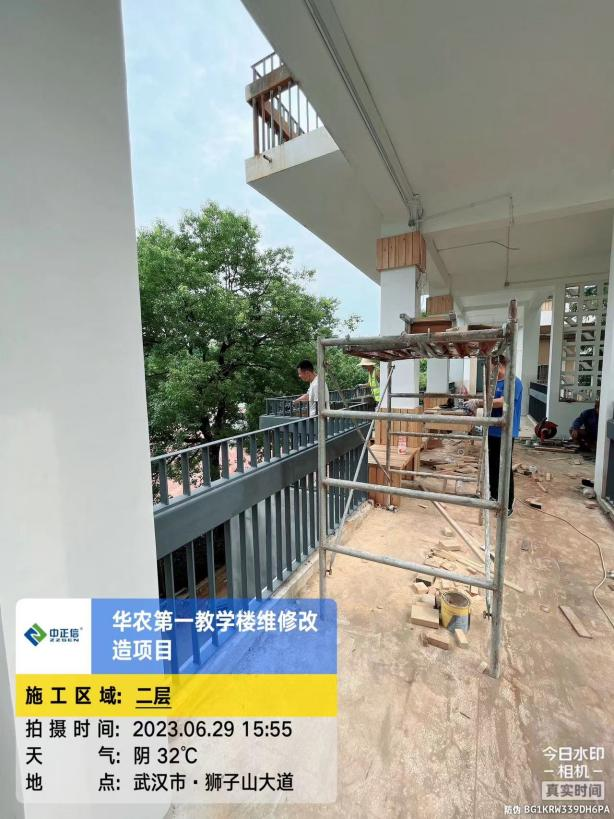 中正信
ZZSEN
华农第一教学楼维修改
造项目
施工区域: 二层
拍摄时间: 2023.06.29 15:55
天气: 阴 32℃
地点: 武汉市·狮子山大道
今日水印
相机
真实时间
防伪 BG1KRW339DH6PA